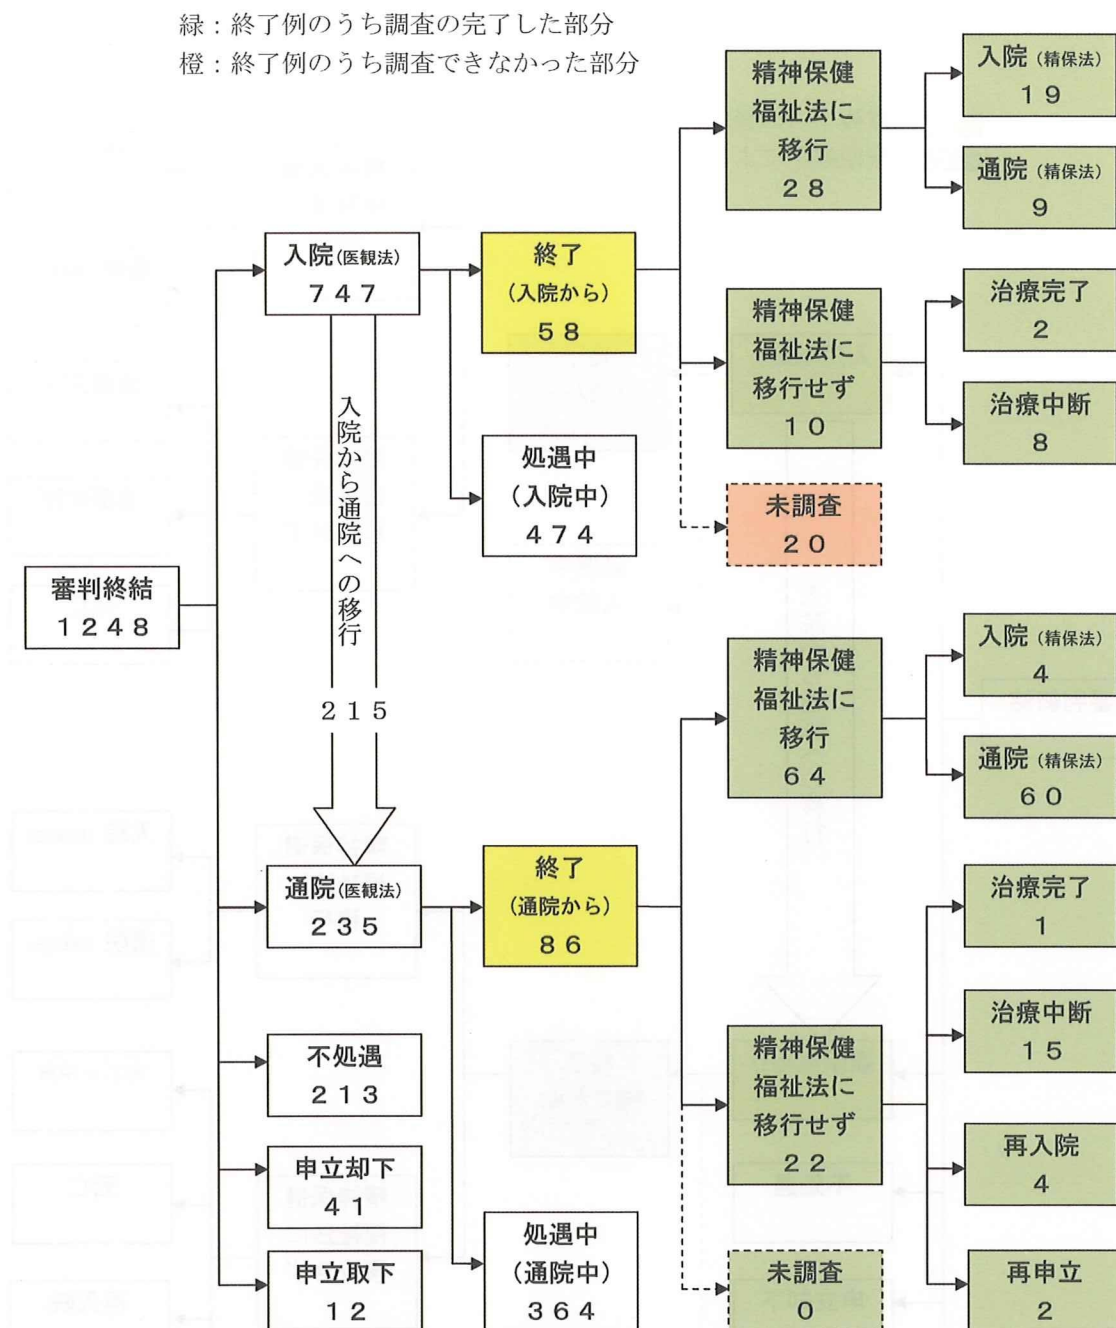 緑：終了例のうち調査の完了した部分
橙：終了例のうち調査できなかった部分
審判終結
１２４８
入院(医観法)
７４７
入院から通院への移行
２１５
通院(医観法)
２３５
不処遇
２１３
申立却下
４１
申立取下
１２
終了
(入院から)
５８
処遇中
(入院中)
４７４
終了
(通院から)
８６
処遇中
(通院中)
３６４
精神保健
福祉法に
移行
２８
精神保健
福祉法に
移行せず
１０
未調査
２０
精神保健
福祉法に
移行
６４
精神保健
福祉法に
移行せず
２２
未調査
０
入院(精保法)
１９
通院(精保法)
９
治療完了
２
治療中断
８
入院(精保法)
４
通院(精保法)
６０
治療完了
１
治療中断
１５
再入院
４
再申立
２